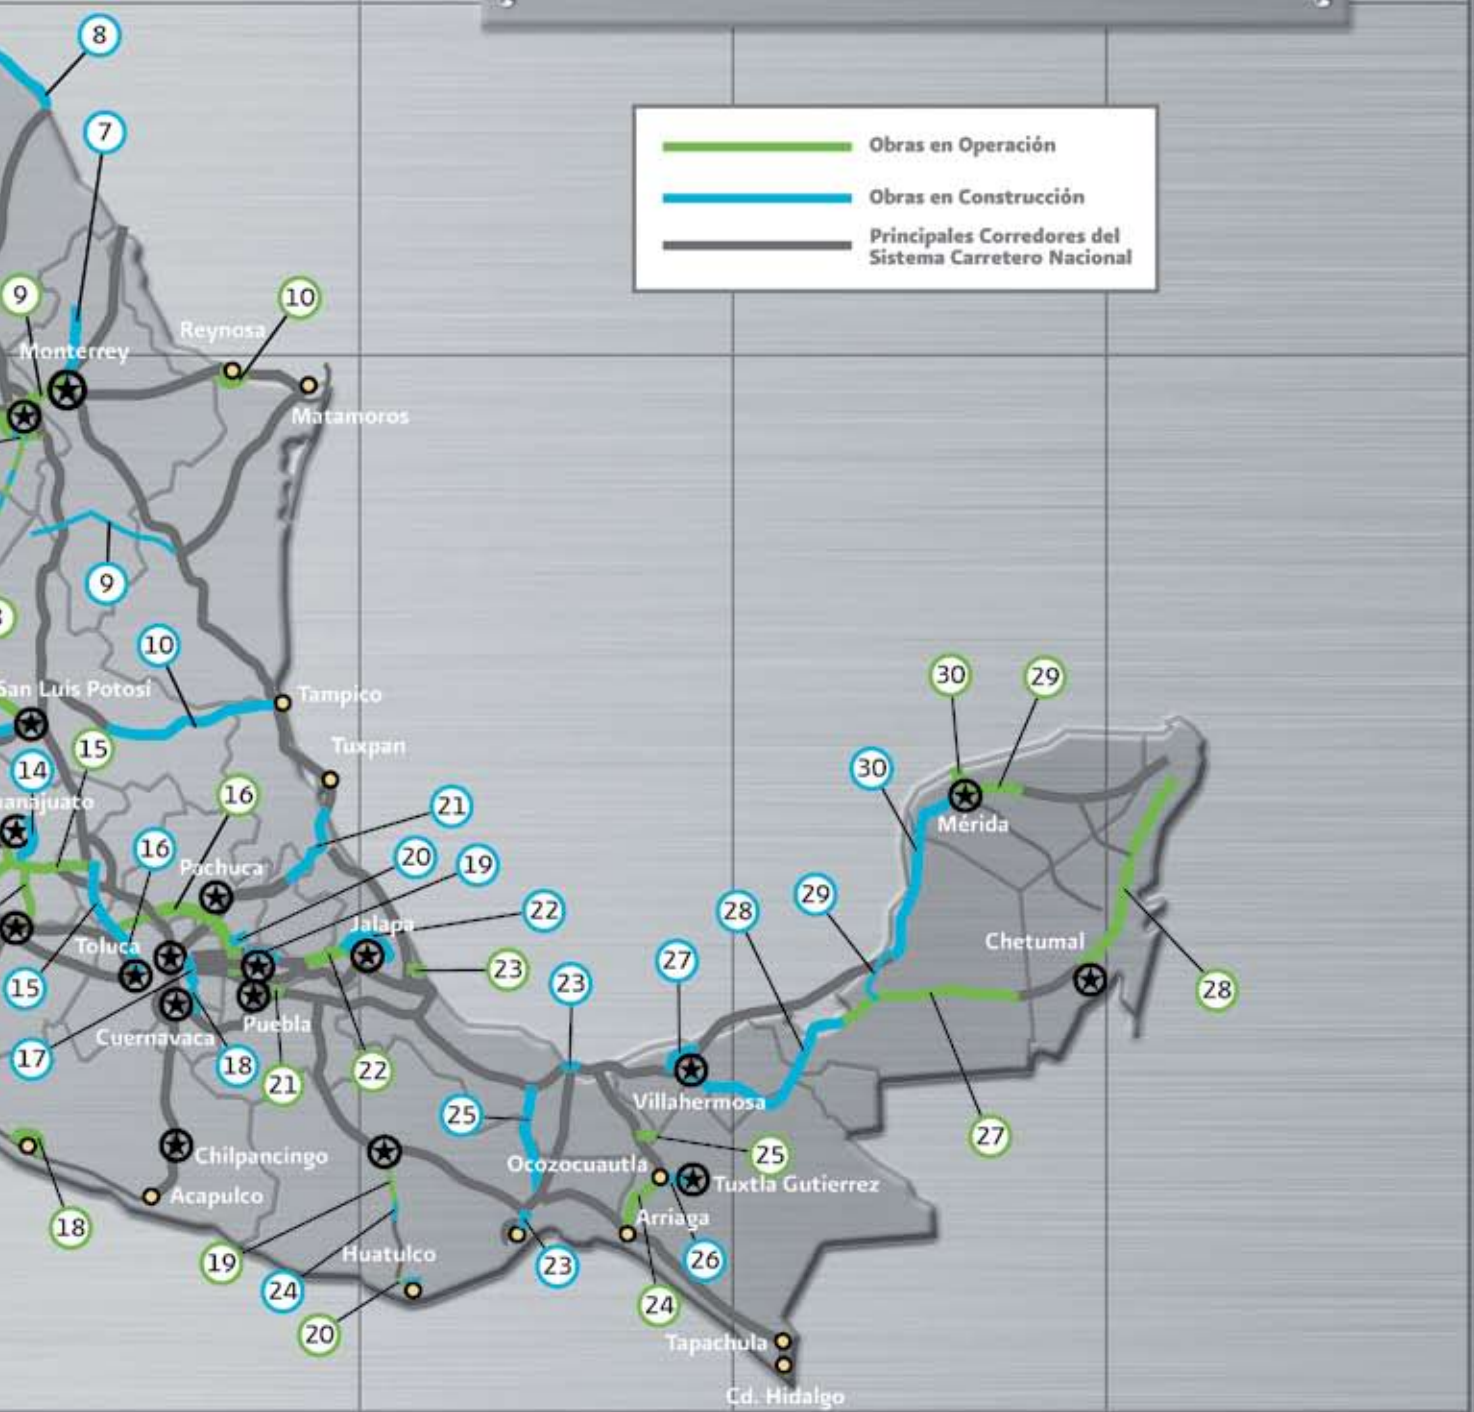 8
7
Obras en Operación
Obras en Construcción
Principales Corredores del
Sistema Carretero Nacional
9
10
Reynosa
Monterrey
Matamoros
9
10
San Luis Potosí
Tampico
15
Tuxpan
14
30
29
30
16
21
Mérida
16
20
19
Pachuca
29
28
22
Jalapa
Toluca
Chetumal
27
23
23
15
28
Puebla
Cuernavaca
17
18
21
22
25
Villahermosa
27
Chilpancingo
25
Ocozocuautla
Tuxtla Gutierrez
Acapulco
18
Arriaga
19
Huatulco
26
23
24
24
20
Tapachula
Cd. Hidalgo